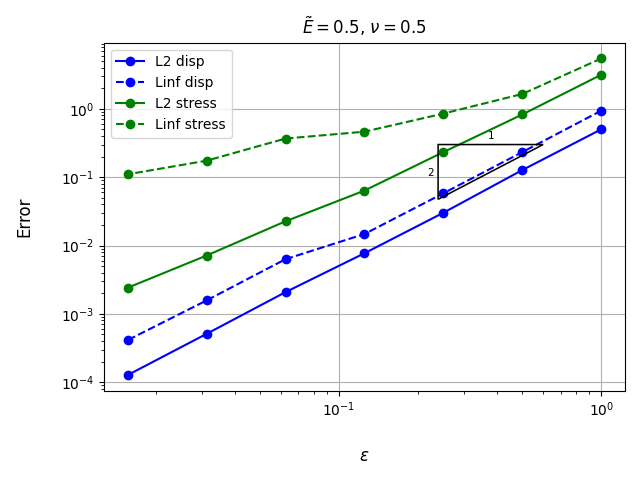 Ẽ = 0.5, ν = 0.5
L2 disp
Linf disp
L2 stress
Linf stress
10⁰
10⁻¹
10⁻²
10⁻³
10⁻⁴
Error
1
2
10⁻¹
10⁰
ε